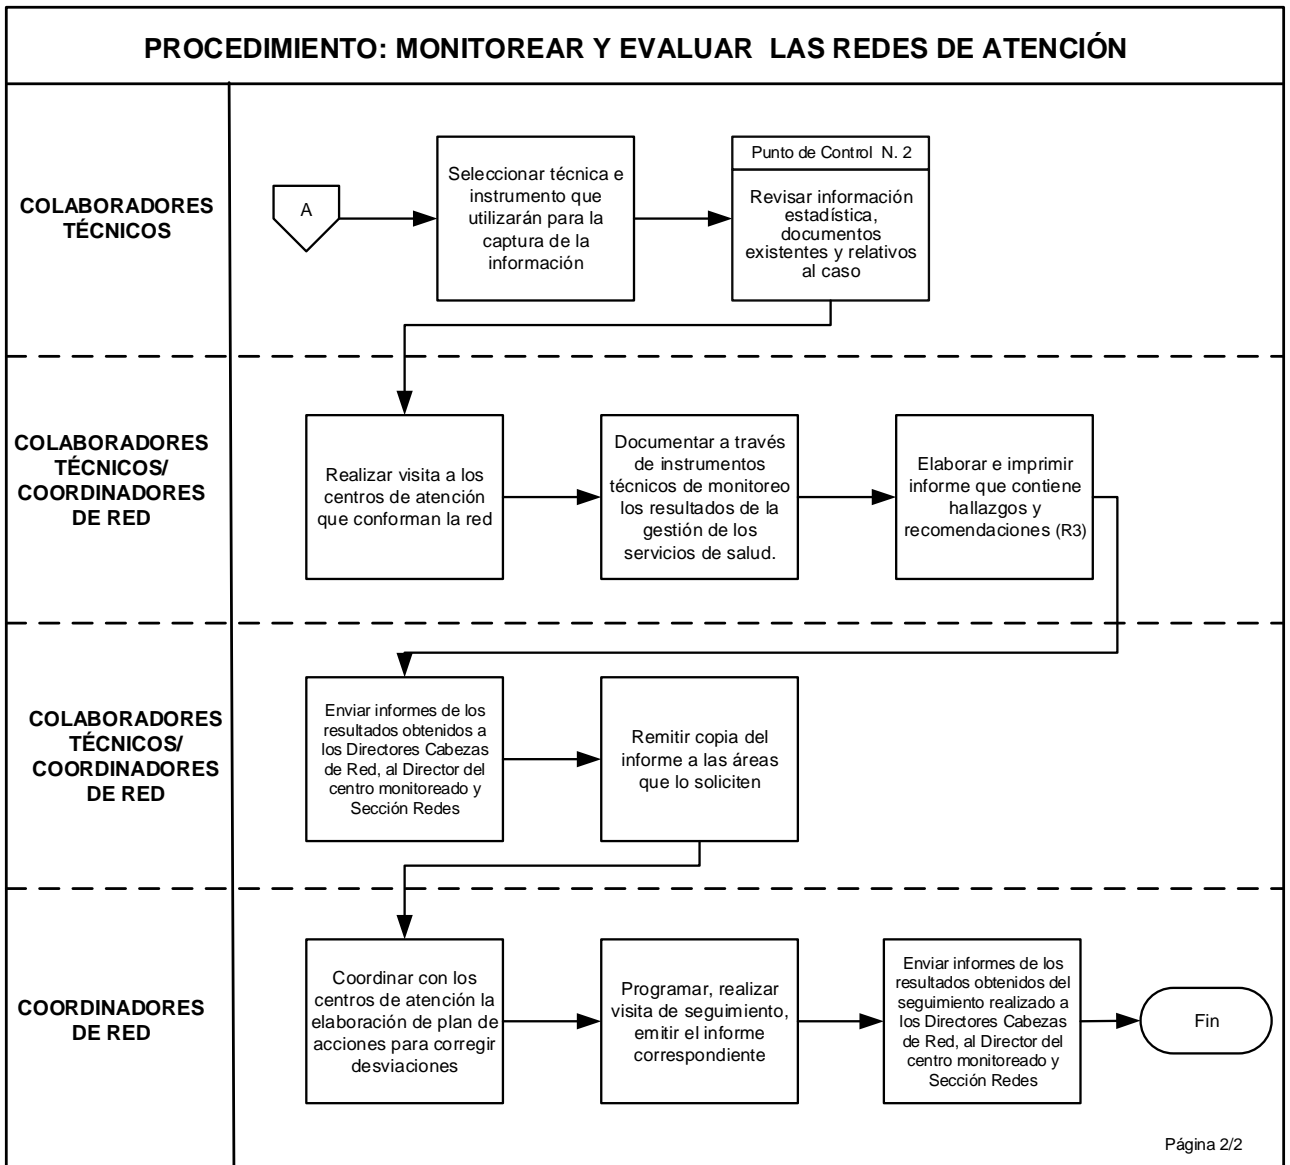 PROCEDIMIENTO: MONITOREAR Y EVALUAR LAS REDES DE ATENCIÓN
COLABORADORES
TÉCNICOS
A
Seleccionar técnica e
instrumento que
utilizarán para la
captura de la
información
Punto de Control N. 2
Revisar información
estadística,
documentos
existentes y relativos
al caso
COLABORADORES
TÉCNICOS/
COORDINADORES
DE RED
Realizar visita a los
centros de atención
que conforman la red
Documentar a través
de instrumentos
técnicos de monitoreo
los resultados de la
gestión de los
servicios de salud.
Elaborar e imprimir
informe que contiene
hallazgos y
recomendaciones (R3)
COLABORADORES
TÉCNICOS/
COORDINADORES
DE RED
Enviar informes de los
resultados obtenidos a
los Directores Cabezas
de Red, al Director del
centro monitoreado y
Sección Redes
Remitir copia del
informe a las áreas
que lo soliciten
COORDINADORES
DE RED
Coordinar con los
centros de atención la
elaboración de plan de
acciones para corregir
desviaciones
Programar, realizar
visita de seguimiento,
emitir el informe
correspondiente
Enviar informes de los
resultados obtenidos del
seguimiento realizado a
los Directores Cabezas
de Red, al Director del
centro monitoreado y
Sección Redes
Fin
Página 2/2